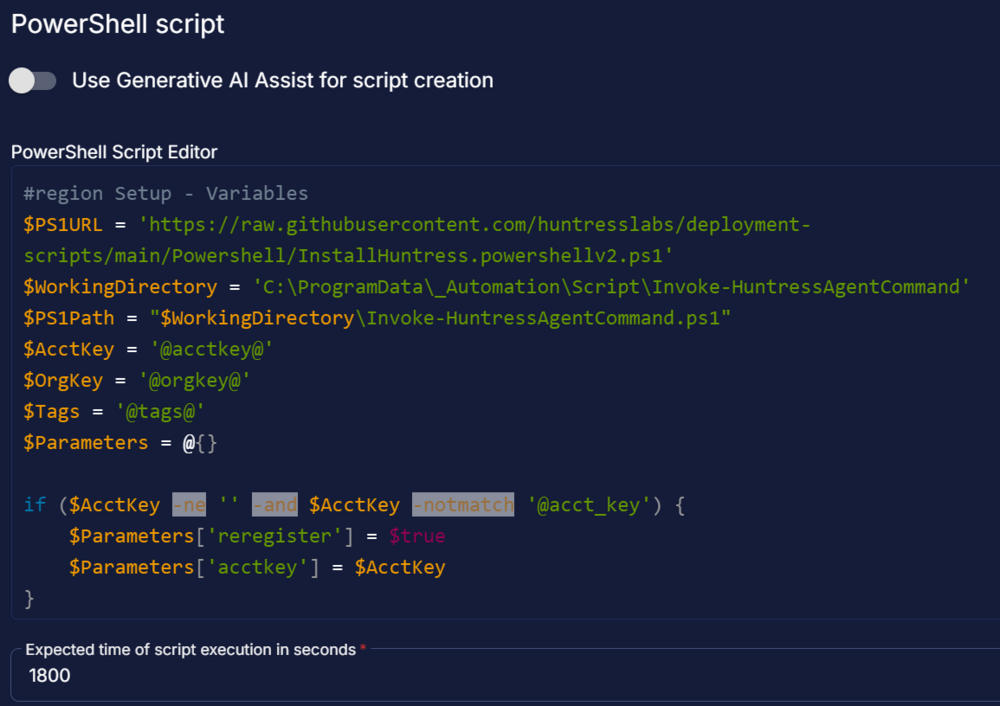 PowerShell script
Use Generative AI Assist for script creation
PowerShell Script Editor
#region Setup - Variables
$PS1URL = 'https://raw.githubusercontent.com/huntresslabs/deployment-
scripts/main/Powershell/InstallHuntress.powershellv2.ps1'
$WorkingDirectory = 'C:\ProgramData\_Automation\Script\Invoke-HuntressAgentCommand'
$PS1Path = "$WorkingDirectory\Invoke-HuntressAgentCommand.ps1"
$AcctKey = '@acctkey@'
$OrgKey = '@orgkey@'
$Tags = '@tags@'
$Parameters = @{}
if ($AcctKey -ne '' -and $AcctKey -notmatch '@acct_key') {
    $Parameters['reregister'] = $true
    $Parameters['acctkey'] = $AcctKey
}
Expected time of script execution in seconds *
1800